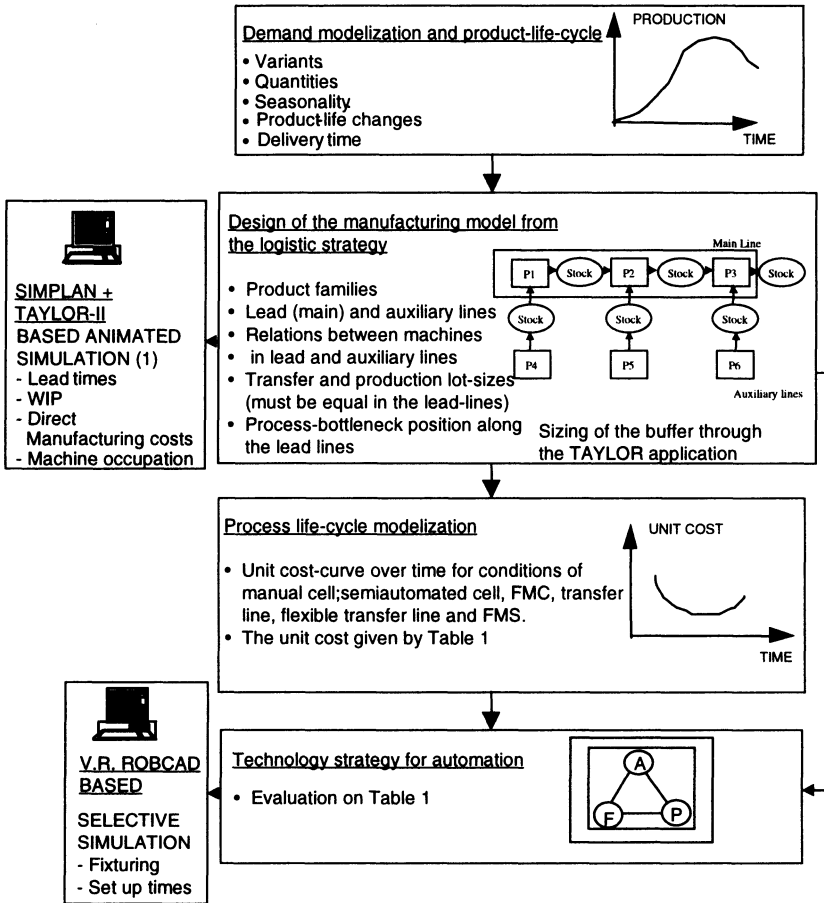 Demand modelization and product-life-cycle
• Variants
• Quantities
• Seasonality
• Product-life changes
• Delivery time
PRODUCTION
TIME
SIMPLAN +
TAYLOR-II
BASED ANIMATED
SIMULATION (1)
- Lead times
- WIP
- Direct
Manufacturing costs
- Machine occupation
Design of the manufacturing model from
the logistic strategy
• Product families
• Lead (main) and auxiliary lines
• Relations between machines
• in lead and auxiliary lines
• Transfer and production lot-sizes
(must be equal in the lead-lines)
• Process-bottleneck position along
the lead lines
Main Line
P1 Stock P2 Stock P3 Stock
Stock Stock Stock
P4 P5 P6
Auxiliary lines
Sizing of the buffer through
the TAYLOR application
Process life-cycle modelization
• Unit cost-curve over time for conditions of
manual cell;semiautomated cell, FMC, transfer
line, flexible transfer line and FMS.
• The unit cost given by Table 1
UNIT COST
TIME
V.R. ROBCAD
BASED
SELECTIVE
SIMULATION
- Fixturing
- Set up times
Technology strategy for automation
• Evaluation on Table 1
A
F P